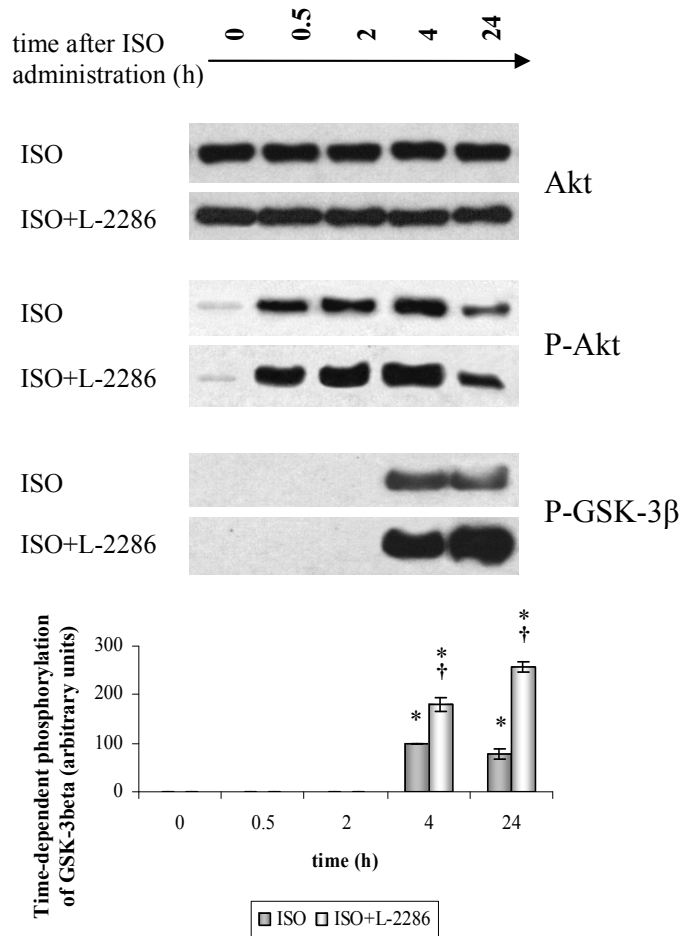 time after ISO
administration (h)
0 0.5 2 4 24
ISO
ISO+L-2286
Akt
ISO
ISO+L-2286
P-Akt
ISO
ISO+L-2286
P-GSK-3β
Time-dependent phosphorylation
of GSK-3beta (arbitrary units)
300
200
100
0
* * † * * †
0 0.5 2 4 24
time (h)
ISO ISO+L-2286